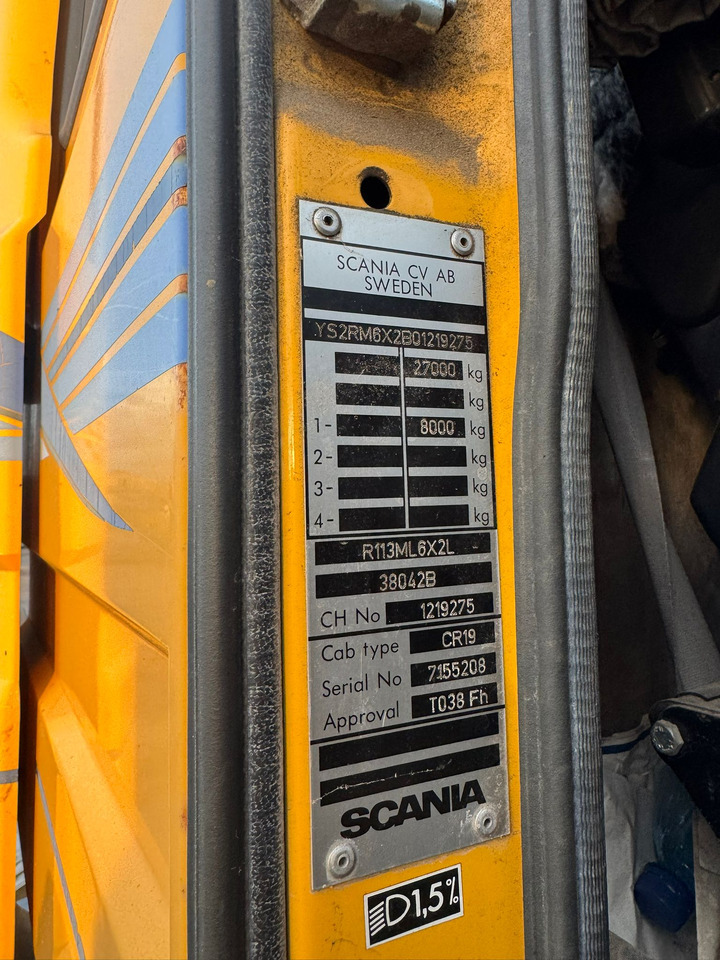 SCANIA CV AB
SWEDEN
YS2RM6X2B01219275
27000 kg
kg
1- 8000 kg
2- kg
3- kg
4- kg
R113ML6X2L
38042B
CH No 1219275
Cab type CR19
Serial No 7155208
Approval T038 Fh
SCANIA
1,5%